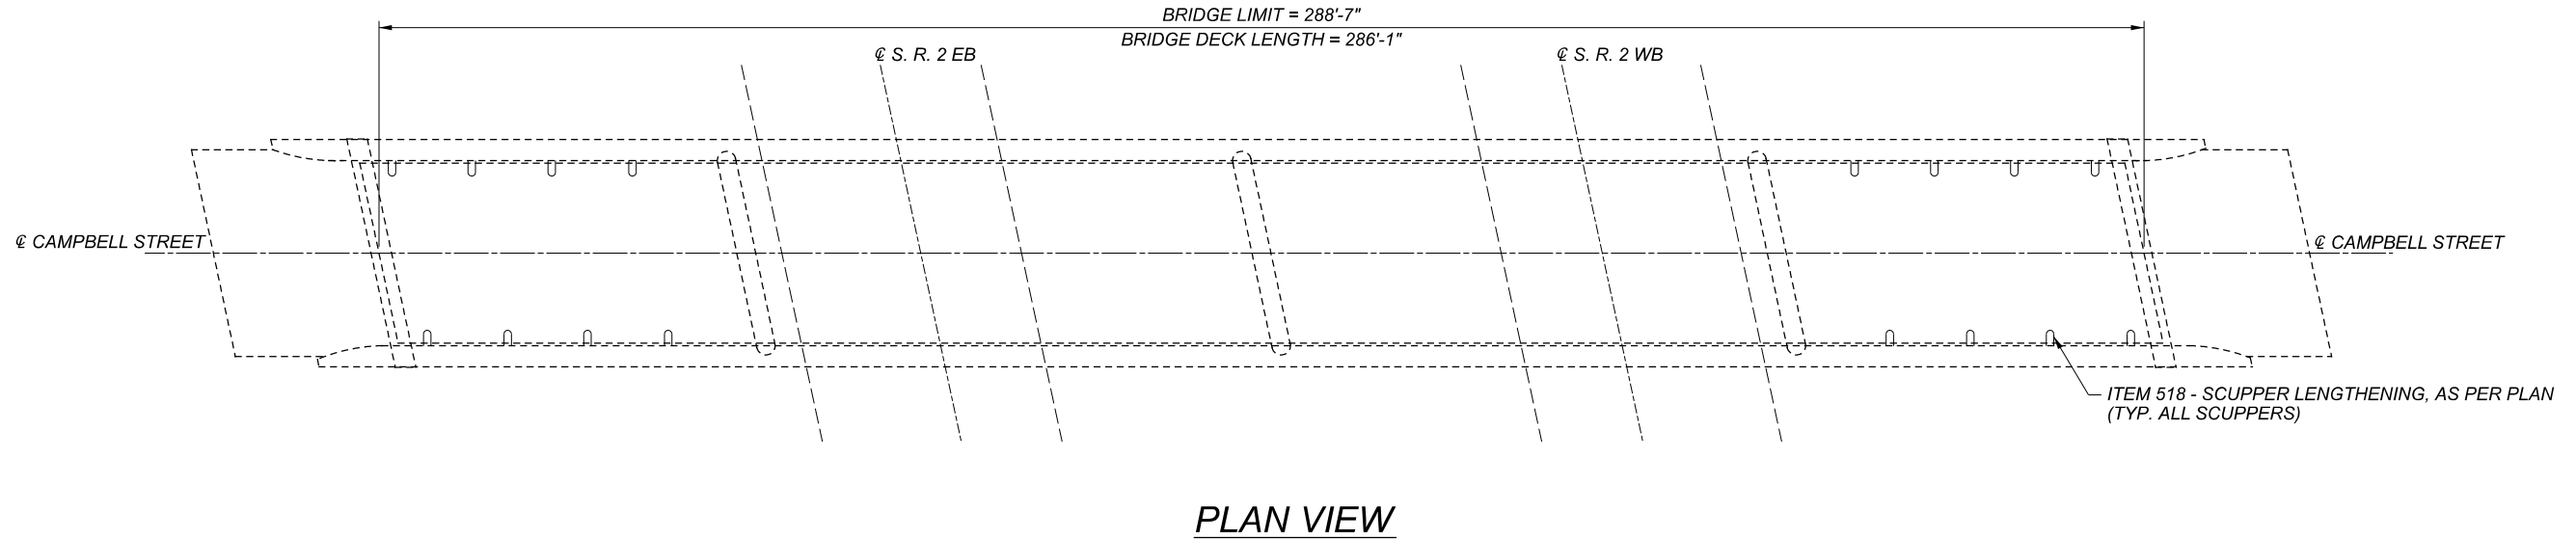 BRIDGE LIMIT = 288'-7"
BRIDGE DECK LENGTH = 286'-1"
℄ S. R. 2 EB
℄ S. R. 2 WB
℄ CAMPBELL STREET
℄ CAMPBELL STREET
ITEM 518 - SCUPPER LENGTHENING, AS PER PLAN
(TYP. ALL SCUPPERS)
PLAN VIEW